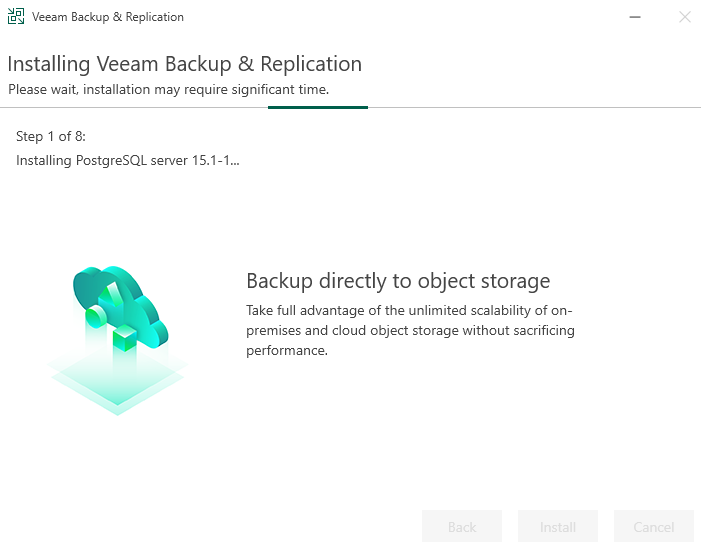 Veeam Backup & Replication
Installing Veeam Backup & Replication
Please wait, installation may require significant time.
Step 1 of 8:
Installing PostgreSQL server 15.1-1...
Backup directly to object storage
Take full advantage of the unlimited scalability of on-
premises and cloud object storage without sacrificing
performance.
Back
Install
Cancel